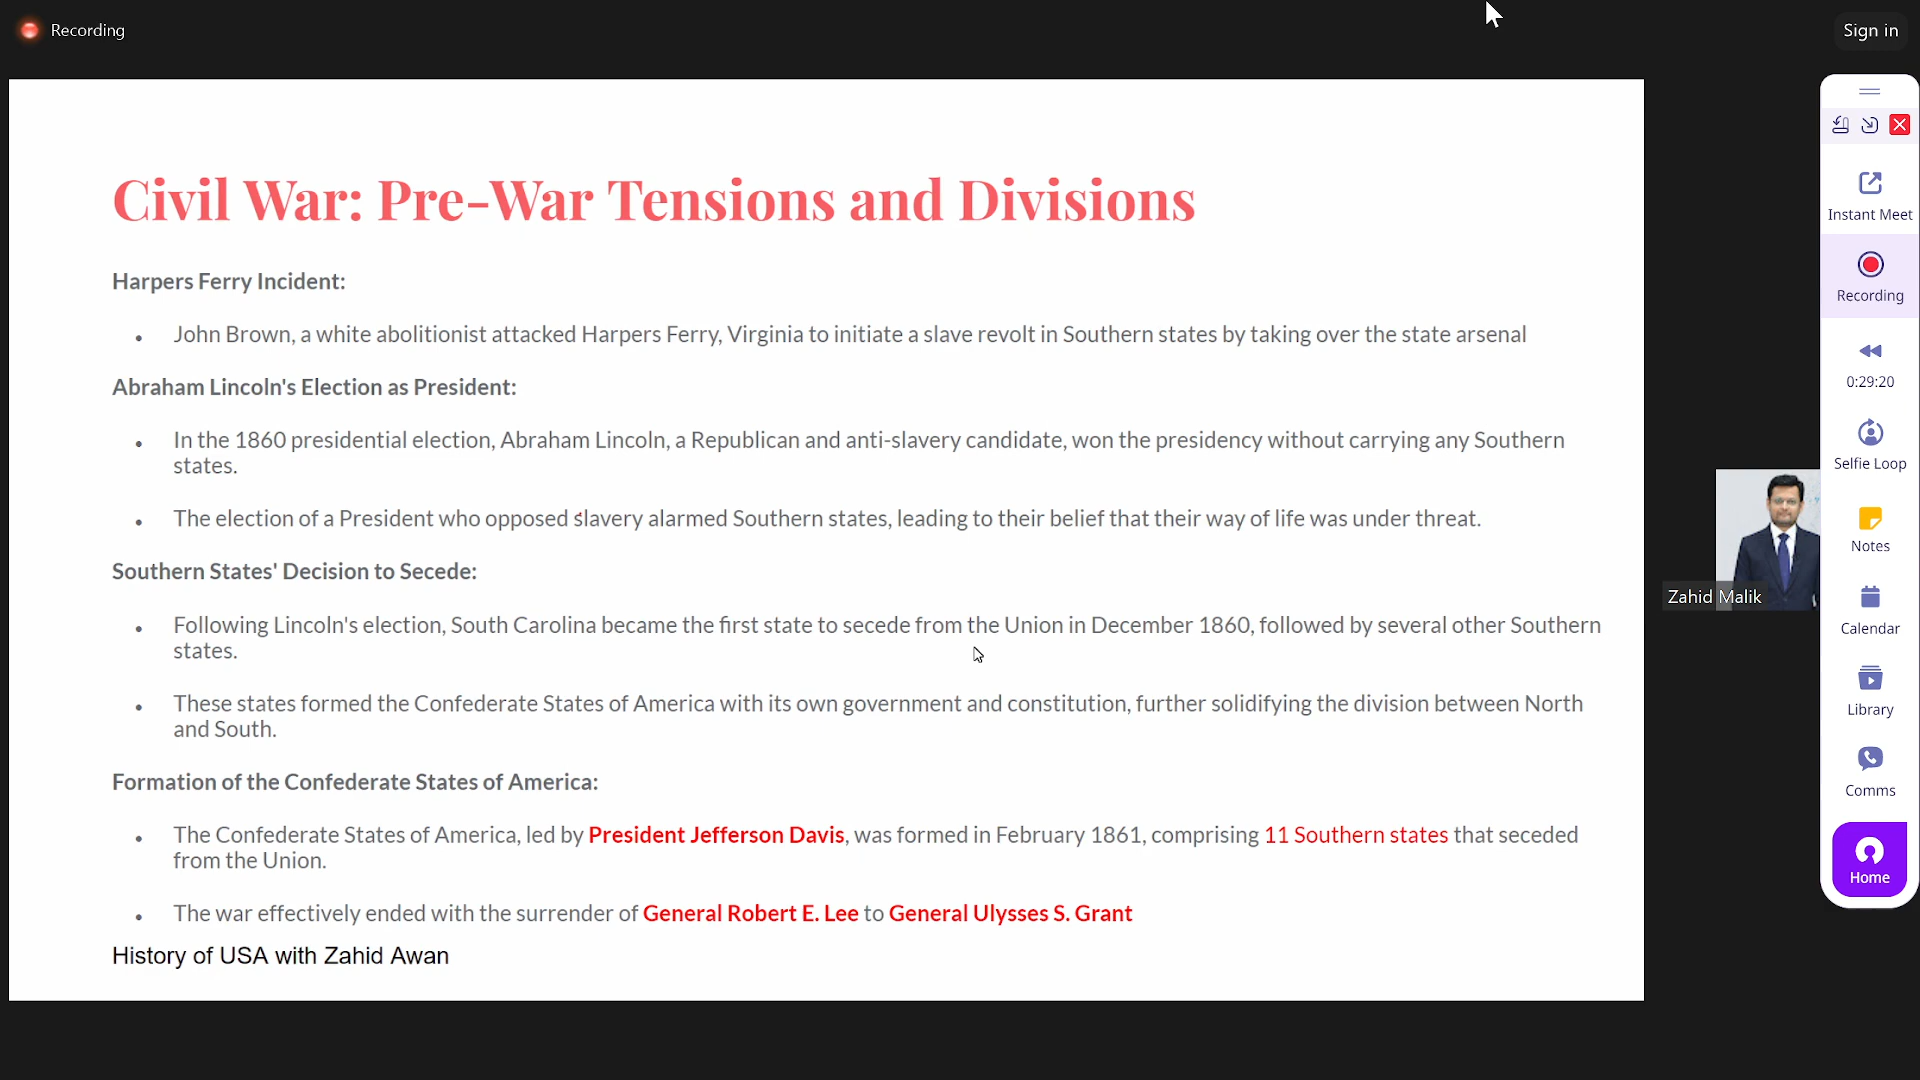 Recording
Sign in
Civil War: Pre-War Tensions and Divisions
Harpers Ferry Incident:
John Brown, a white abolitionist attacked Harpers Ferry, Virginia to initiate a slave revolt in Southern states by taking over the state arsenal
Abraham Lincoln's Election as President:
In the 1860 presidential election, Abraham Lincoln, a Republican and anti-slavery candidate, won the presidency without carrying any Southern
states.
The election of a President who opposed slavery alarmed Southern states, leading to their belief that their way of life was under threat.
Southern States' Decision to Secede:
Following Lincoln's election, South Carolina became the first state to secede from the Union in December 1860, followed by several other Southern
states.
These states formed the Confederate States of America with its own government and constitution, further solidifying the division between North
and South.
Formation of the Confederate States of America:
The Confederate States of America, led by President Jefferson Davis, was formed in February 1861, comprising 11 Southern states that seceded
from the Union.
The war effectively ended with the surrender of General Robert E. Lee to General Ulysses S. Grant
History of USA with Zahid Awan
Zahid Malik
Instant Meet
Recording
0:29:20
Selfie Loop
Notes
Calendar
Library
Comms
Home